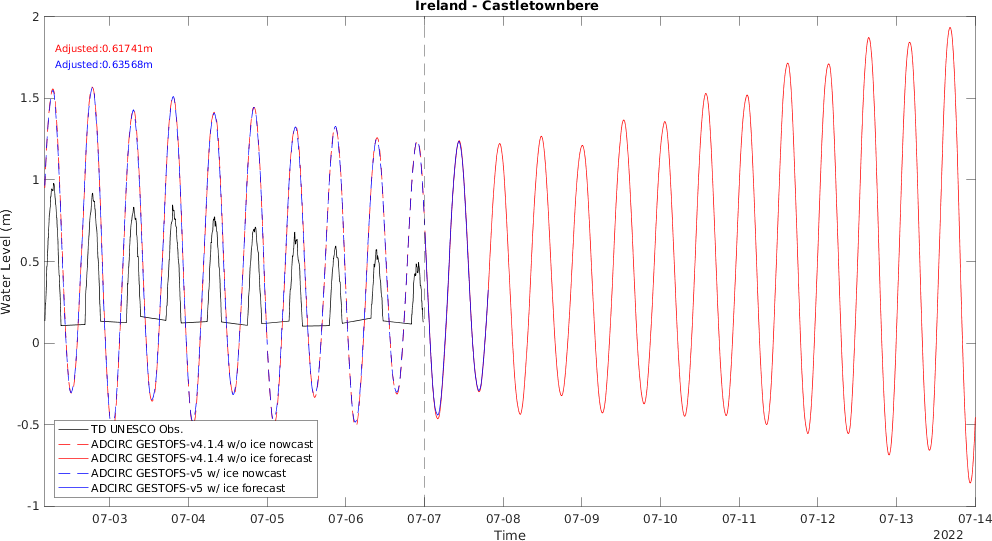 Ireland - Castletownbere
Adjusted:0.61741m
Adjusted:0.63568m
2
1.5
1
0.5
0
-0.5
-1
Water Level (m)
TD UNESCO Obs.
ADCIRC GESTOFS-v4.1.4 w/o ice nowcast
ADCIRC GESTOFS-v4.1.4 w/o ice forecast
ADCIRC GESTOFS-v5 w/ ice nowcast
ADCIRC GESTOFS-v5 w/ ice forecast
07-03 07-04 07-05 07-06 07-07 07-08 07-09 07-10 07-11 07-12 07-13 07-14
Time
2022